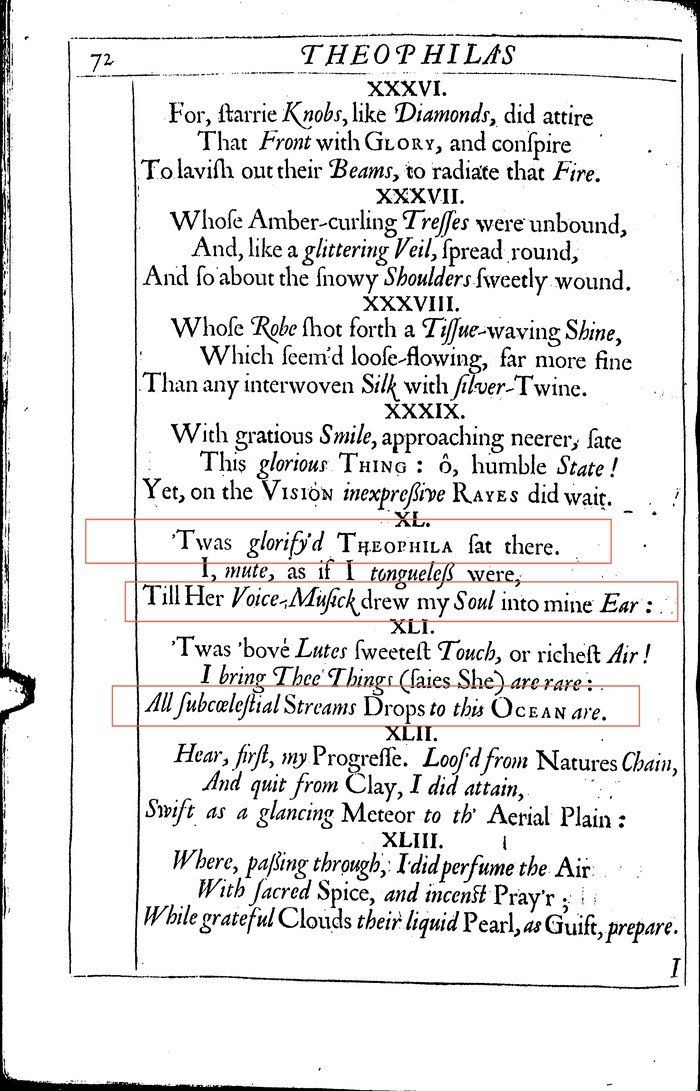 72 THEOPHILAS
XXXVI.
For, ſtarrie Knobs, like Diamonds, did attire
That Front with GLORY, and conſpire
To laviſh out their Beams, to radiate that Fire.
XXXVII.
Whoſe Amber-curling Treſſes were unbound,
And, like a glittering Veil, ſpread round,
And ſo about the ſnowy Shoulders ſweetly wound.
XXXVIII.
Whoſe Robe ſhot forth a Tiſſue-waving Shine,
Which ſeem'd looſe-flowing, far more fine
Than any interwoven Silk with ſilver-Twine.
XXXIX.
With gratious Smile, approaching neerer, ſate
This glorious THING: ô, humble State!
Yet, on the VISION inexpreßive RAYES did wait.
XL.
'Twas glorify'd THEOPHILA ſat there.
I, mute, as if I tongueleß were,
Till Her Voice-Muſick drew my Soul into mine Ear:
XLI.
'Twas 'bove Lutes ſweeteſt Touch, or richeſt Air!
I bring Thee Things (ſaies She) are rare:
All ſubcœleſtial Streams Drops to this OCEAN are.
XLII.
Hear, firſt, my Progreſſe. Looſ'd from Natures Chain,
And quit from Clay, I did attain,
Swift as a glancing Meteor to th' Aerial Plain:
XLIII.
Where, paßing through, I did perfume the Air
With ſacred Spice, and incenſt Pray'r;
While grateful Clouds their liquid Pearl, as Guift, prepare.
I